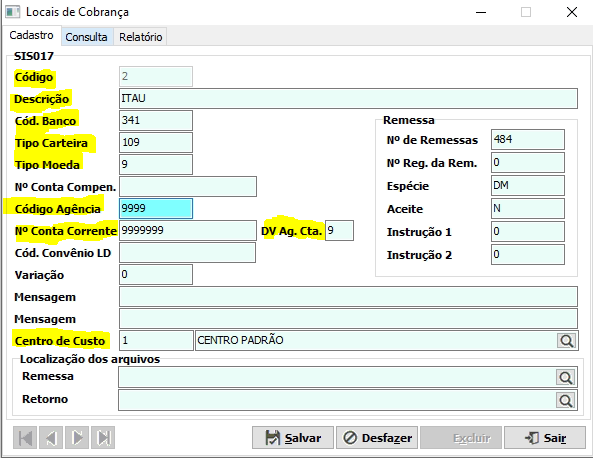 Locais de Cobrança
Cadastro Consulta Relatório
SIS017
Código 2
Descrição ITAU
Cód. Banco 341
Tipo Carteira 109
Tipo Moeda 9
Nº Conta Compen.
Código Agência 9999
Nº Conta Corrente 9999999 DV Ag. Cta. 9
Cód. Convênio LD
Variação 0
Mensagem
Mensagem
Centro de Custo 1 CENTRO PADRÃO
Remessa
Nº de Remessas 484
Nº Reg. da Rem. 0
Espécie DM
Aceite N
Instrução 1 0
Instrução 2 0
Localização dos arquivos
Remessa
Retorno
Salvar Desfazer Excluir Sair